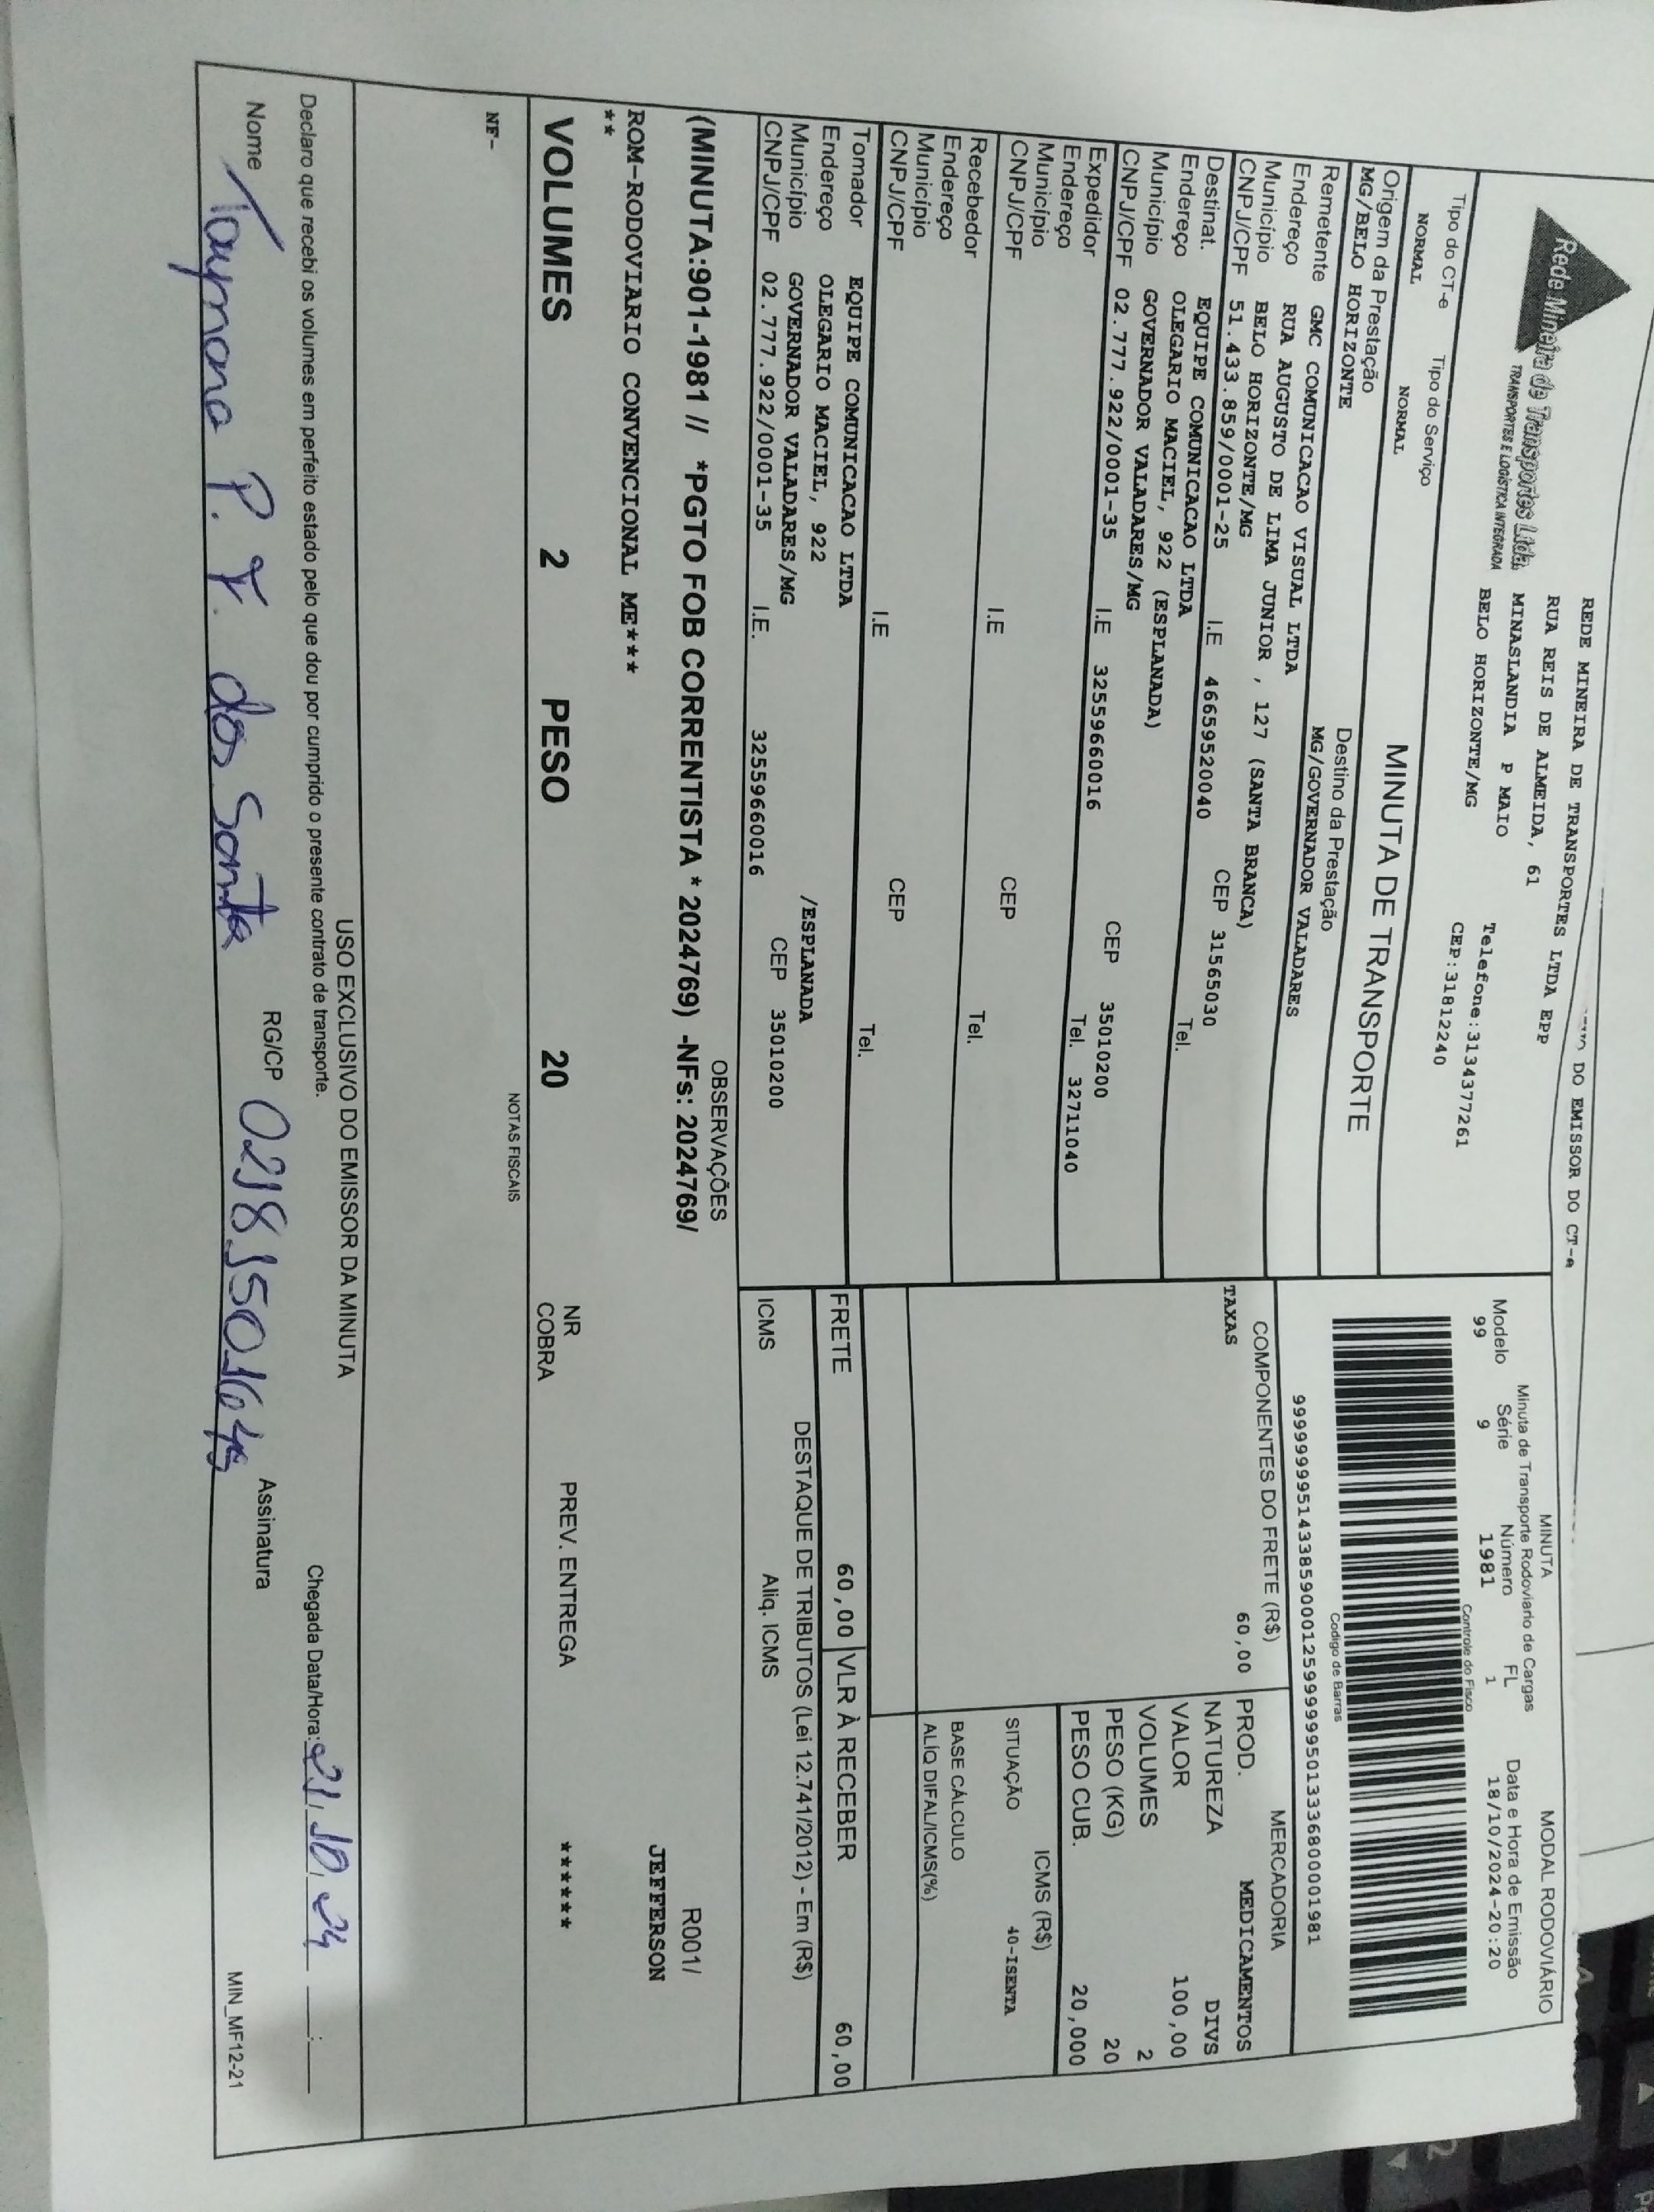 Rede Mineira de Transportes Ltda.
TRANSPORTES E LOGÍSTICA INTEGRADA
DO EMISSOR DO CT-e
REDE MINEIRA DE TRANSPORTES LTDA EPP
RUA REIS DE ALMEIDA, 61
MINASLANDIA P MAIO Telefone:3134377261
BELO HORIZONTE/MG CEP:31812240
MINUTA MODAL RODOVIÁRIO
Minuta de Transporte Rodoviario de Cargas
Modelo Série Número FL Data e Hora de Emissão
99 9 1981 1 18/10/2024-20:20
Controle do Fisco
Codigo de Barras
Tipo do CT-e Tipo do Serviço
NORMAL NORMAL
MINUTA DE TRANSPORTE
Origem da Prestação Destino da Prestação
MG/BELO HORIZONTE MG/GOVERNADOR VALADARES
Remetente GMC COMUNICACAO VISUAL LTDA
Endereço RUA AUGUSTO DE LIMA JUNIOR , 127 (SANTA BRANCA)
Município BELO HORIZONTE/MG CEP 31565030
CNPJ/CPF 51.433.859/0001-25 I.E 46659520040 Tel.
Destinat. EQUIPE COMUNICACAO LTDA
Endereço OLEGARIO MACIEL, 922 (ESPLANADA)
Município GOVERNADOR VALADARES/MG CEP 35010200
CNPJ/CPF 02.777.922/0001-35 I.E 32559660016 Tel. 32711040
Expedidor
Endereço
Município CEP
CNPJ/CPF I.E Tel.
Recebedor
Endereço
Município CEP
CNPJ/CPF I.E Tel.
Tomador EQUIPE COMUNICACAO LTDA
Endereço OLEGARIO MACIEL, 922 /ESPLANADA
Município GOVERNADOR VALADARES/MG CEP 35010200
CNPJ/CPF 02.777.922/0001-35 I.E. 32559660016
COMPONENTES DO FRETE (R$)
TAXAS 60,00
MERCADORIA
PROD. MEDICAMENTOS
NATUREZA DIVS
VALOR 100,00
VOLUMES 2
PESO (KG) 20
PESO CUB. 20,000
ICMS (R$)
SITUAÇÃO 40-ISENTA
BASE CÁLCULO
ALÍQ DIFAL/ICMS(%)
FRETE 60,00 VLR À RECEBER 60,00
DESTAQUE DE TRIBUTOS (Lei 12.741/2012) - Em (R$)
ICMS Aliq. ICMS
OBSERVAÇÕES
(MINUTA:901-1981 // *PGTO FOB CORRENTISTA * 2024769) -NFs: 2024769/
R001/
JEFFERSON
ROM-RODOVIARIO CONVENCIONAL ME****
**
VOLUMES 2 PESO 20 NR COBRA PREV. ENTREGA ******
NOTAS FISCAIS
NF-
USO EXCLUSIVO DO EMISSOR DA MINUTA
Declaro que recebi os volumes em perfeito estado pelo que dou por cumprido o presente contrato de transporte. Chegada Data/Hora: 21.10.24 __:__
Nome P. T. dos Santos RG/CP Assinatura
MIN_MF12-21